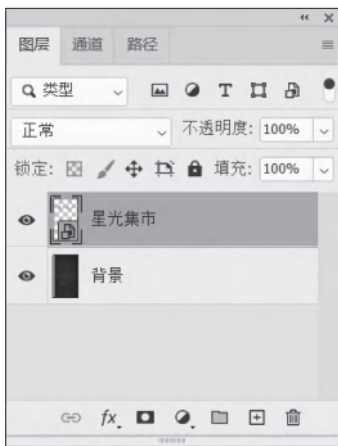 图层 通道 路径
类型 T
正常 不透明度: 100%
锁定: 填充: 100%
星光集市
背景
fx